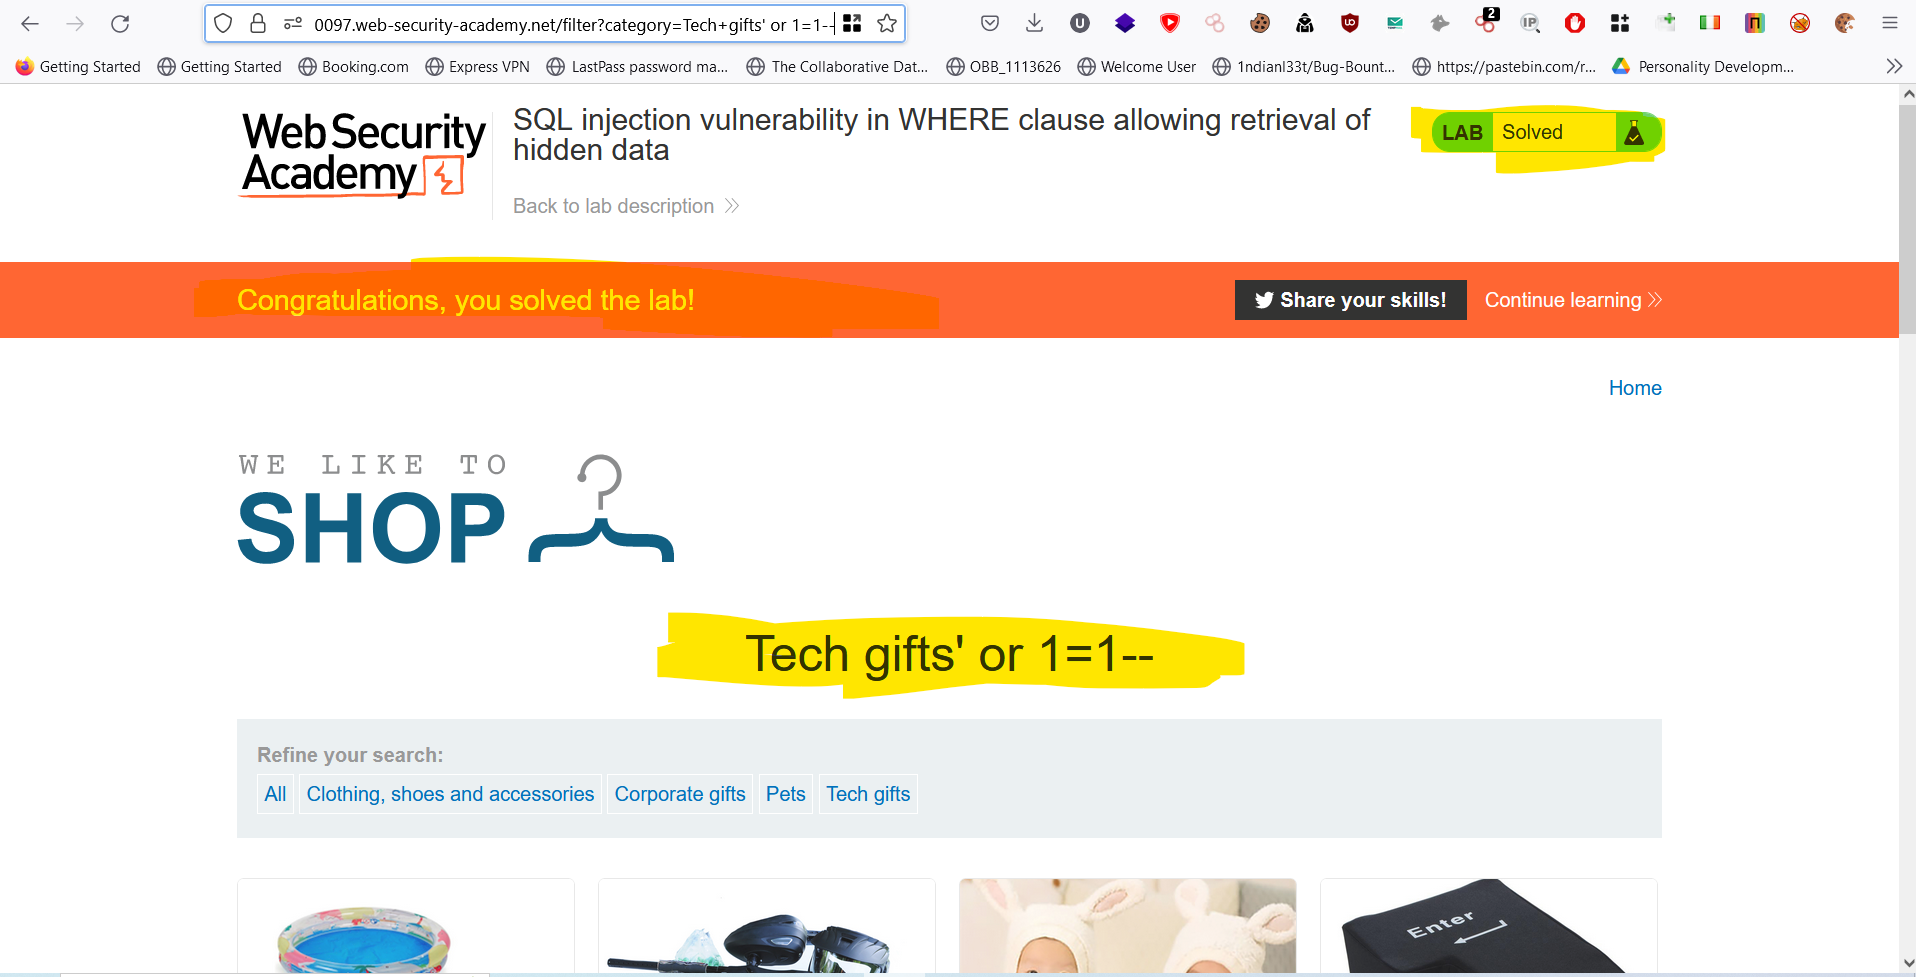 0097.web-security-academy.net/filter?category=Tech+gifts' or 1=1--
2
Getting Started
Getting Started
Booking.com
Express VPN
LastPass password ma...
The Collaborative Dat...
OBB_1113626
Welcome User
1ndianl33t/Bug-Bount...
https://pastebin.com/r...
Personality Developm...
Web Security
Academy
SQL injection vulnerability in WHERE clause allowing retrieval of
hidden data
LAB Solved
Back to lab description
Congratulations, you solved the lab!
Share your skills!
Continue learning
Home
WE LIKE TO
SHOP
Tech gifts' or 1=1--
Refine your search:
All
Clothing, shoes and accessories
Corporate gifts
Pets
Tech gifts
Enter